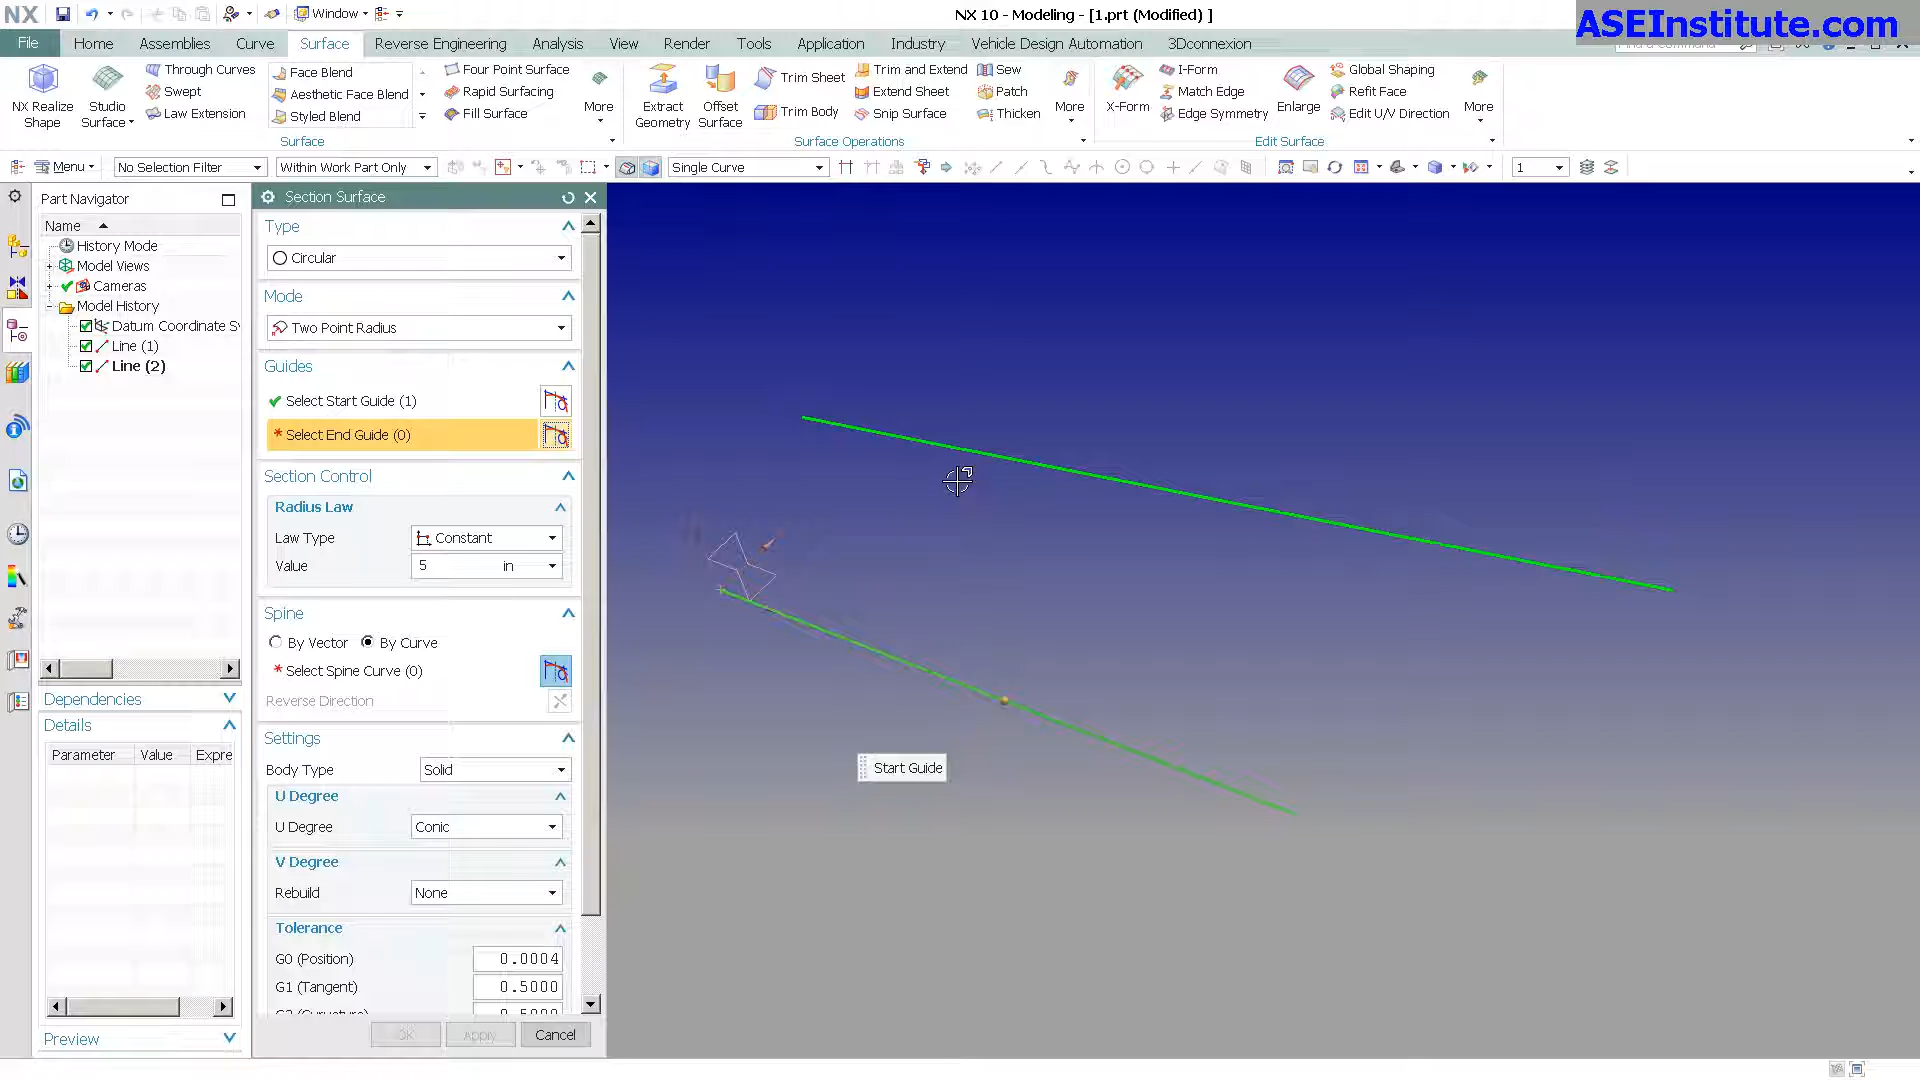 NX
Window
NX 10 - Modeling - [1.prt (Modified) ]
ASEInstitute.com
File
Home
Assemblies
Curve
Surface
Reverse Engineering
Analysis
View
Render
Tools
Application
Industry
Vehicle Design Automation
3Dconnexion
Find a Command
NX Realize
Shape
Studio
Surface
Through Curves
Swept
Law Extension
Face Blend
Aesthetic Face Blend
Styled Blend
Four Point Surface
Rapid Surfacing
Fill Surface
More
Surface
Extract
Geometry
Offset
Surface
Trim Sheet
Trim Body
Trim and Extend
Extend Sheet
Snip Surface
Sew
Patch
Thicken
More
Surface Operations
X-Form
I-Form
Match Edge
Edge Symmetry
Enlarge
Global Shaping
Refit Face
Edit U/V Direction
More
Edit Surface
Menu
No Selection Filter
Within Work Part Only
Single Curve
1
Part Navigator
Name
History Mode
Model Views
Cameras
Model History
Datum Coordinate S
Line (1)
Line (2)
Dependencies
Details
Parameter Value Expre
Preview
Section Surface
Type
Circular
Mode
Two Point Radius
Guides
Select Start Guide (1)
* Select End Guide (0)
Section Control
Radius Law
Law Type Constant
Value 5 in
Spine
By Vector By Curve
* Select Spine Curve (0)
Reverse Direction
Settings
Body Type Solid
U Degree
U Degree Conic
V Degree
Rebuild None
Tolerance
G0 (Position) 0.0004
G1 (Tangent) 0.5000
OK Apply Cancel
Start Guide